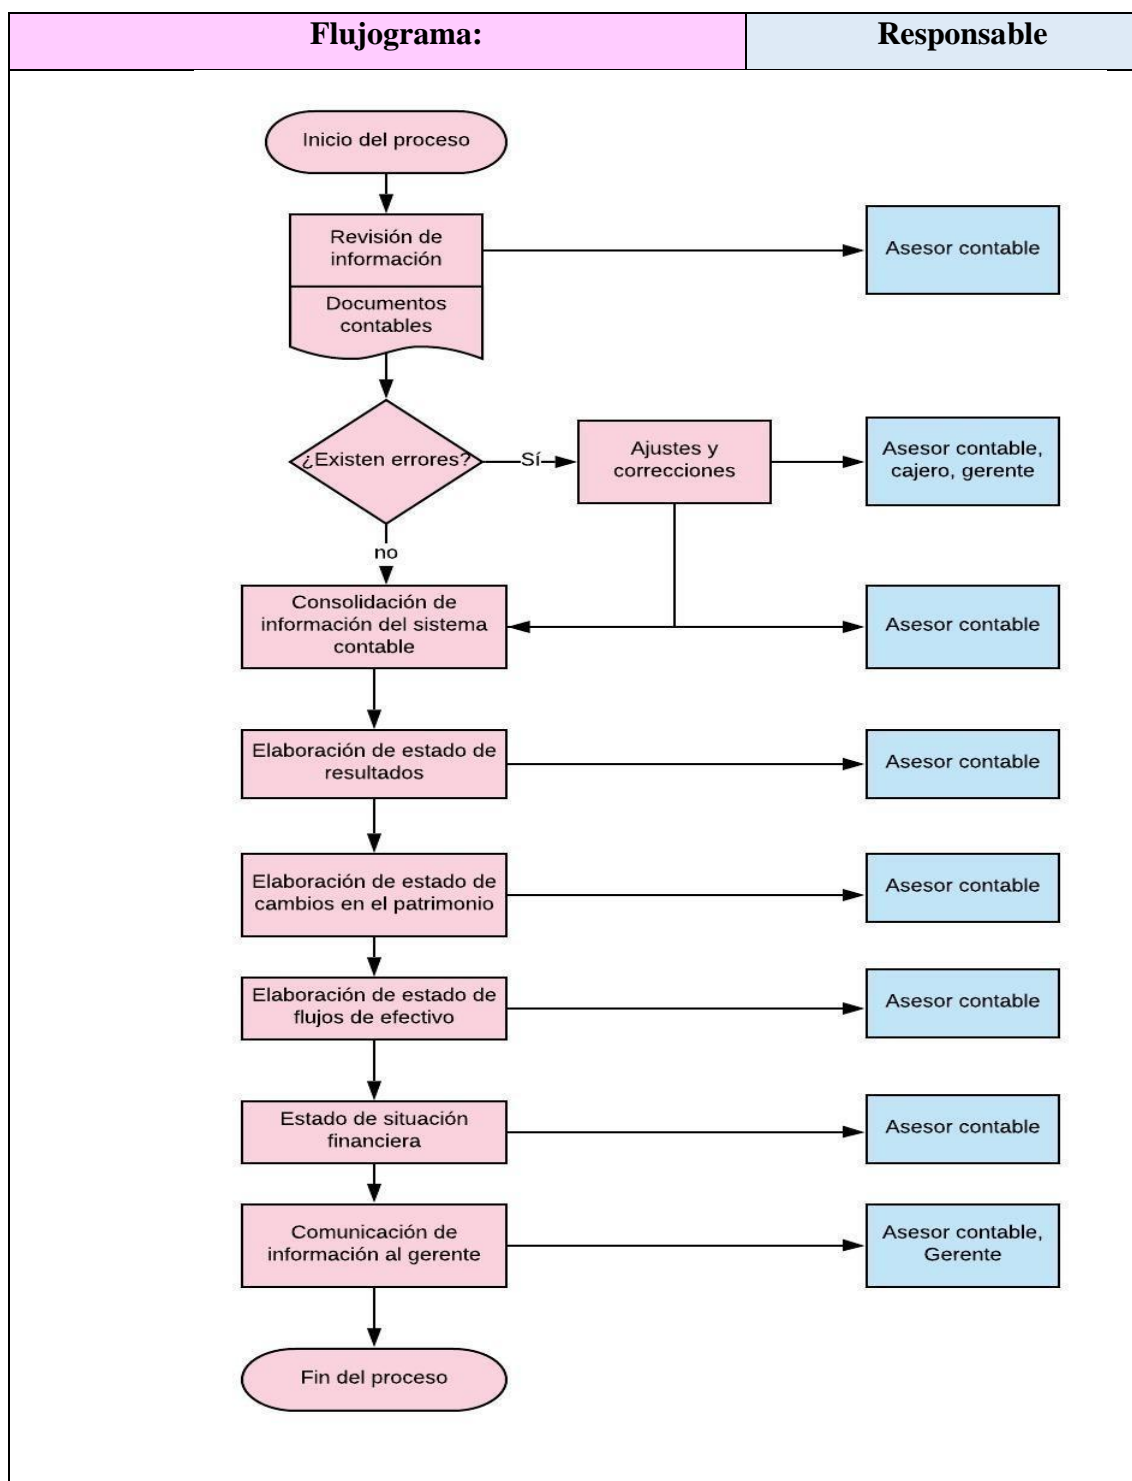 Flujograma:
Responsable
Inicio del proceso
Revisión de
información
Asesor contable
Documentos
contables
¿Existen errores?
Sí
Ajustes y
correcciones
Asesor contable,
cajero, gerente
no
Consolidación de
información del sistema
contable
Asesor contable
Elaboración de estado de
resultados
Asesor contable
Elaboración de estado de
cambios en el patrimonio
Asesor contable
Elaboración de estado de
flujos de efectivo
Asesor contable
Estado de situación
financiera
Asesor contable
Comunicación de
información al gerente
Asesor contable,
Gerente
Fin del proceso